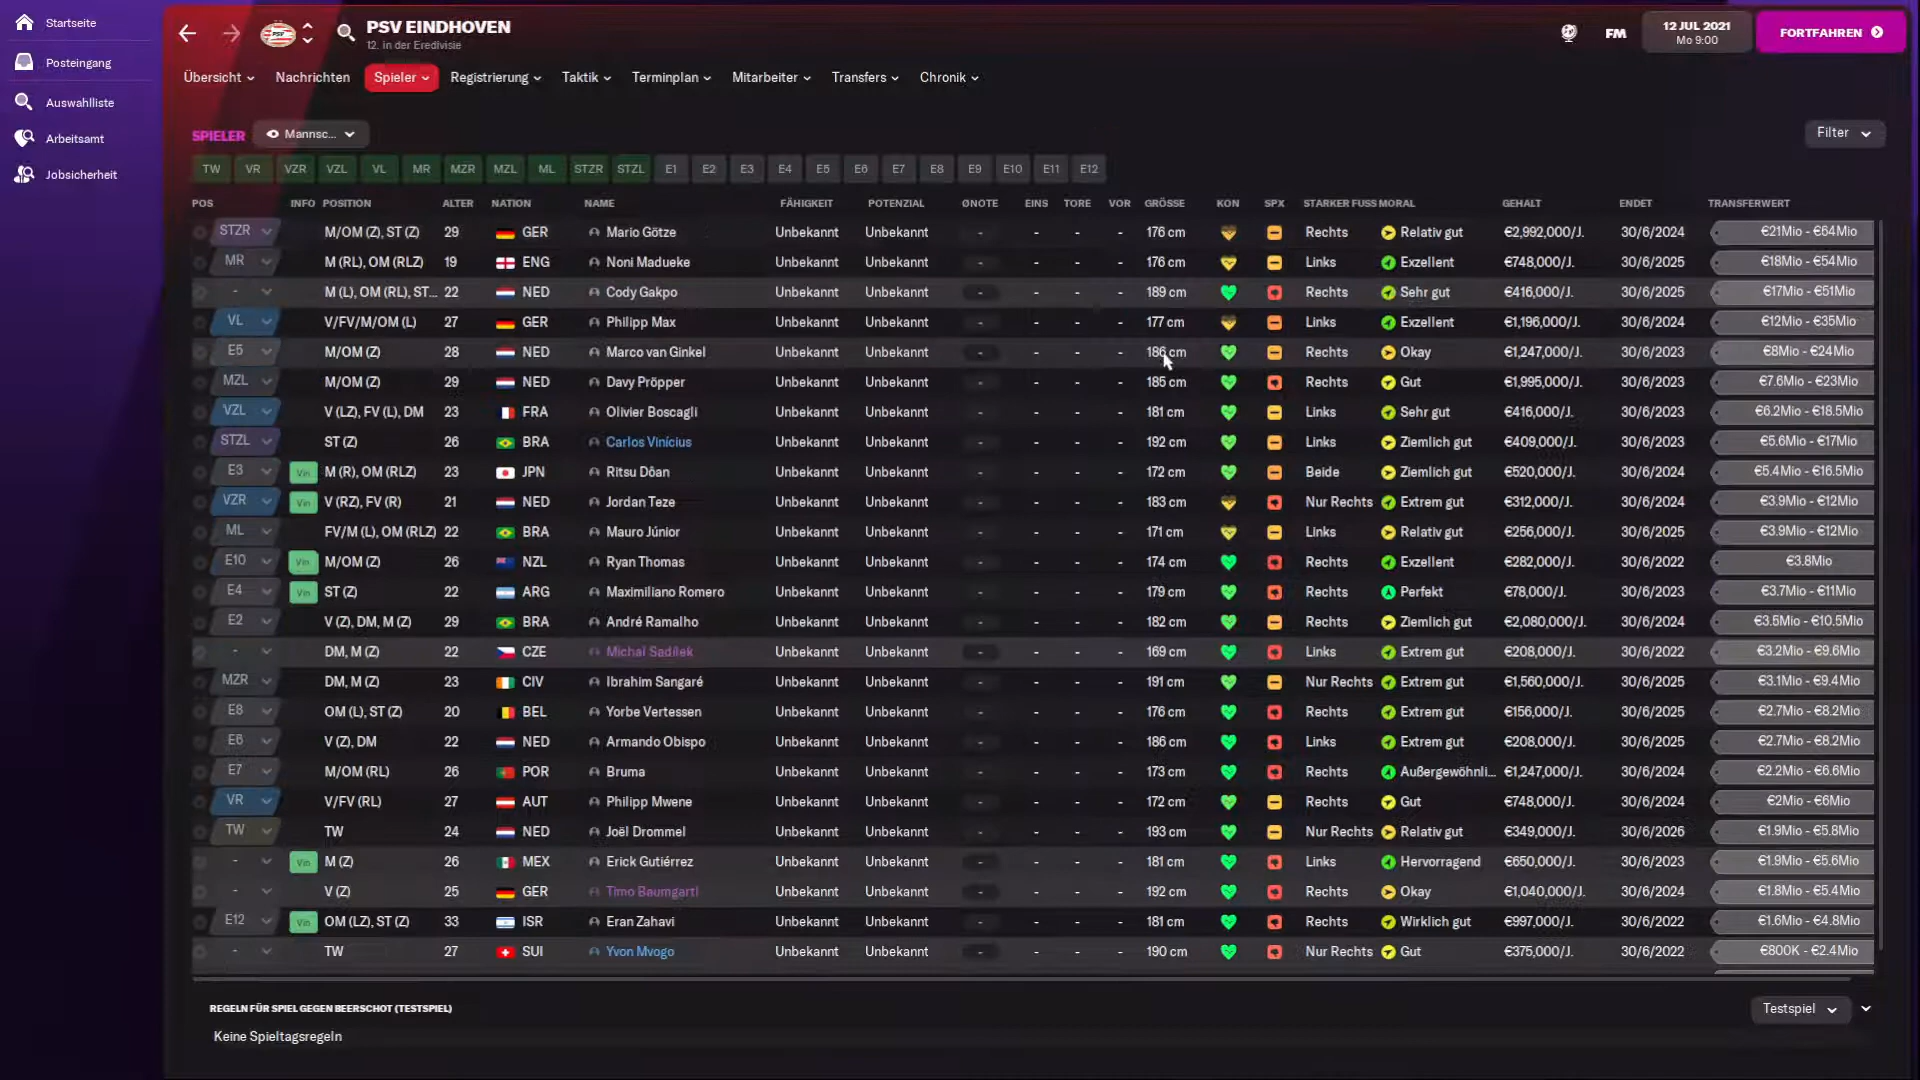 Startseite
Posteingang
Auswahlliste
Arbeitsamt
Jobsicherheit
PSV EINDHOVEN
12. in der Eredivisie
FM
12 JUL 2021
Mo 9:00
FORTFAHREN
Übersicht Nachrichten Spieler Registrierung Taktik Terminplan Mitarbeiter Transfers Chronik
SPIELER Mannsc... Filter
TW VR VZR VZL VL MR MZR MZL ML STZR STZL E1 E2 E3 E4 E5 E6 E7 E8 E9 E10 E11 E12
POS INFO POSITION ALTER NATION NAME FÄHIGKEIT POTENZIAL ØNOTE EINS TORE VOR GRÖSSE KON SPX STARKER FUSS MORAL GEHALT ENDET TRANSFERWERT
STZR M/OM (Z), ST (Z) 29 GER Mario Götze Unbekannt Unbekannt - - - - 176 cm Rechts Relativ gut €2,992,000/J. 30/6/2024 €21Mio - €64Mio
MR M (RL), OM (RLZ) 19 ENG Noni Madueke Unbekannt Unbekannt - - - - 176 cm Links Exzellent €748,000/J. 30/6/2025 €18Mio - €54Mio
- M (L), OM (RL), ST... 22 NED Cody Gakpo Unbekannt Unbekannt - - - - 189 cm Rechts Sehr gut €416,000/J. 30/6/2025 €17Mio - €51Mio
VL V/FV/M/OM (L) 27 GER Philipp Max Unbekannt Unbekannt - - - - 177 cm Links Exzellent €1,196,000/J. 30/6/2024 €12Mio - €35Mio
E5 M/OM (Z) 28 NED Marco van Ginkel Unbekannt Unbekannt - - - - 186 cm Rechts Okay €1,247,000/J. 30/6/2023 €8Mio - €24Mio
MZL M/OM (Z) 29 NED Davy Pröpper Unbekannt Unbekannt - - - - 185 cm Rechts Gut €1,995,000/J. 30/6/2023 €7.6Mio - €23Mio
VZL V (LZ), FV (L), DM 23 FRA Olivier Boscagli Unbekannt Unbekannt - - - - 181 cm Links Sehr gut €416,000/J. 30/6/2023 €6.2Mio - €18.5Mio
STZL ST (Z) 26 BRA Carlos Vinícius Unbekannt Unbekannt - - - - 192 cm Links Ziemlich gut €409,000/J. 30/6/2023 €5.6Mio - €17Mio
E3 Vin M (R), OM (RLZ) 23 JPN Ritsu Dôan Unbekannt Unbekannt - - - - 172 cm Beide Ziemlich gut €520,000/J. 30/6/2024 €5.4Mio - €16.5Mio
VZR Vin V (RZ), FV (R) 21 NED Jordan Teze Unbekannt Unbekannt - - - - 183 cm Nur Rechts Extrem gut €312,000/J. 30/6/2024 €3.9Mio - €12Mio
ML FV/M (L), OM (RLZ) 22 BRA Mauro Júnior Unbekannt Unbekannt - - - - 171 cm Links Relativ gut €256,000/J. 30/6/2025 €3.9Mio - €12Mio
E10 Vin M/OM (Z) 26 NZL Ryan Thomas Unbekannt Unbekannt - - - - 174 cm Rechts Exzellent €282,000/J. 30/6/2022 €3.8Mio
E4 Vin ST (Z) 22 ARG Maximiliano Romero Unbekannt Unbekannt - - - - 179 cm Rechts Perfekt €78,000/J. 30/6/2023 €3.7Mio - €11Mio
E2 V (Z), DM, M (Z) 29 BRA André Ramalho Unbekannt Unbekannt - - - - 182 cm Rechts Ziemlich gut €2,080,000/J. 30/6/2024 €3.5Mio - €10.5Mio
- DM, M (Z) 22 CZE Michal Sadílek Unbekannt Unbekannt - - - - 169 cm Links Extrem gut €208,000/J. 30/6/2022 €3.2Mio - €9.6Mio
MZR DM, M (Z) 23 CIV Ibrahim Sangaré Unbekannt Unbekannt - - - - 191 cm Nur Rechts Extrem gut €1,560,000/J. 30/6/2025 €3.1Mio - €9.4Mio
E8 OM (L), ST (Z) 20 BEL Yorbe Vertessen Unbekannt Unbekannt - - - - 176 cm Rechts Extrem gut €156,000/J. 30/6/2025 €2.7Mio - €8.2Mio
E6 V (Z), DM 22 NED Armando Obispo Unbekannt Unbekannt - - - - 186 cm Links Extrem gut €208,000/J. 30/6/2025 €2.7Mio - €8.2Mio
E7 M/OM (RL) 26 POR Bruma Unbekannt Unbekannt - - - - 173 cm Rechts Außergewöhnli... €1,247,000/J. 30/6/2024 €2.2Mio - €6.6Mio
VR V/FV (RL) 27 AUT Philipp Mwene Unbekannt Unbekannt - - - - 172 cm Rechts Gut €748,000/J. 30/6/2024 €2Mio - €6Mio
TW TW 24 NED Joël Drommel Unbekannt Unbekannt - - - - 193 cm Nur Rechts Relativ gut €349,000/J. 30/6/2026 €1.9Mio - €5.8Mio
- Vin M (Z) 26 MEX Erick Gutiérrez Unbekannt Unbekannt - - - - 181 cm Links Hervorragend €650,000/J. 30/6/2023 €1.9Mio - €5.6Mio
- V (Z) 25 GER Timo Baumgartl Unbekannt Unbekannt - - - - 192 cm Rechts Okay €1,040,000/J. 30/6/2024 €1.8Mio - €5.4Mio
E12 Vin OM (LZ), ST (Z) 33 ISR Eran Zahavi Unbekannt Unbekannt - - - - 181 cm Rechts Wirklich gut €997,000/J. 30/6/2022 €1.6Mio - €4.8Mio
- TW 27 SUI Yvon Mvogo Unbekannt Unbekannt - - - - 190 cm Nur Rechts Gut €375,000/J. 30/6/2022 €800K - €2.4Mio
REGELN FÜR SPIEL GEGEN BEERSCHOT (TESTSPIEL) Testspiel
Keine Spieltagsregeln